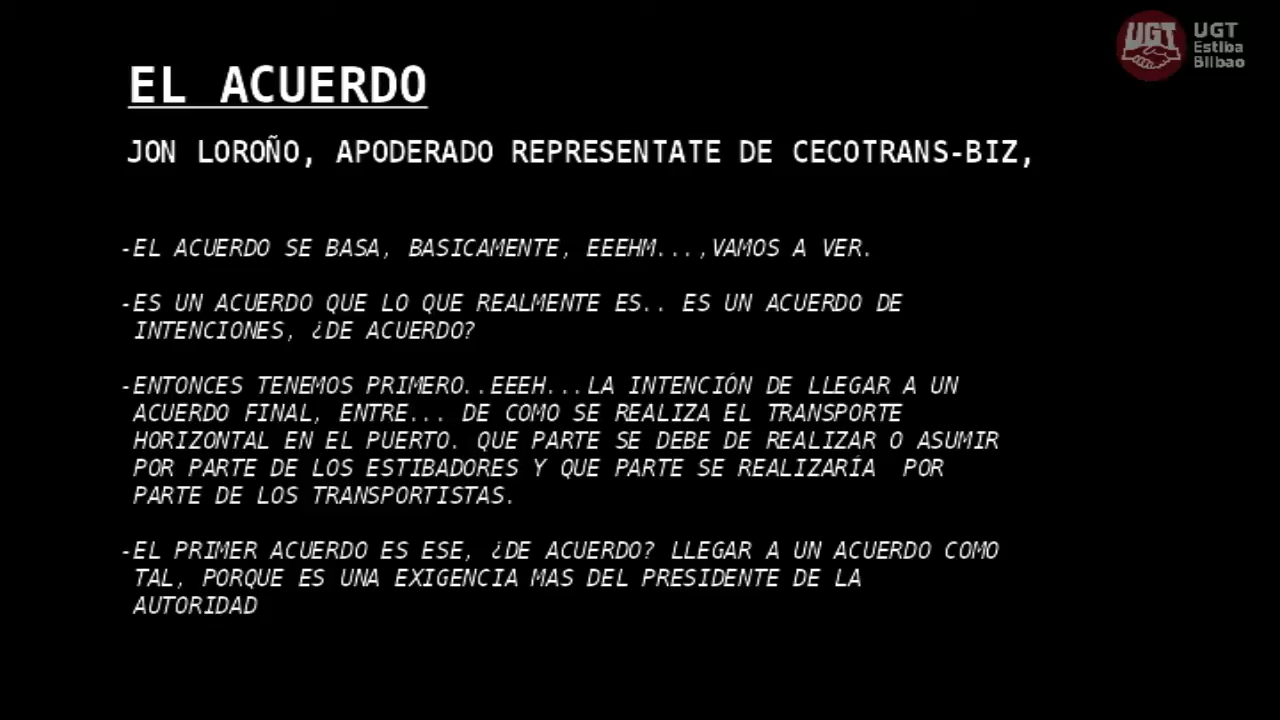 UGT
UGT
Estiba
Bilbao
EL ACUERDO
JON LOROÑO, APODERADO REPRESENTATE DE CECOTRANS-BIZ,
-EL ACUERDO SE BASA, BASICAMENTE, EEEHM...,VAMOS A VER.
-ES UN ACUERDO QUE LO QUE REALMENTE ES.. ES UN ACUERDO DE
INTENCIONES, ¿DE ACUERDO?
-ENTONCES TENEMOS PRIMERO..EEEH...LA INTENCIÓN DE LLEGAR A UN
ACUERDO FINAL, ENTRE... DE COMO SE REALIZA EL TRANSPORTE
HORIZONTAL EN EL PUERTO. QUE PARTE SE DEBE DE REALIZAR O ASUMIR
POR PARTE DE LOS ESTIBADORES Y QUE PARTE SE REALIZARÍA  POR
PARTE DE LOS TRANSPORTISTAS.
-EL PRIMER ACUERDO ES ESE, ¿DE ACUERDO? LLEGAR A UN ACUERDO COMO
TAL, PORQUE ES UNA EXIGENCIA MAS DEL PRESIDENTE DE LA
AUTORIDAD